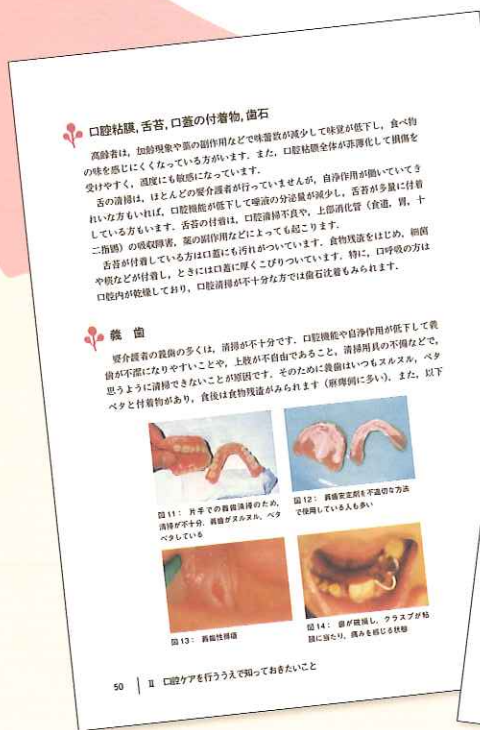 口腔粘膜，舌苔，口蓋の付着物，歯石
高齢者は，加齢現象や薬の副作用などで味蕾数が減少して味覚が低下し，食べ物
の味を感じにくくなっている方がいます．また，口腔粘膜全体が菲薄化して損傷を
受けやすく，温度にも敏感になっています．
舌の清掃は，ほとんどの要介護者が行っていませんが，自浄作用が働いていてき
れいな方もいれば，口腔機能が低下して唾液の分泌量が減少し，舌苔が多量に付着
している方もいます．舌苔の付着は，口腔清掃不良や，上部消化管（食道，胃，十
二指腸）の吸収障害，薬の副作用などによっても起こります．
舌苔が付着している方は口蓋にも汚れがついています．食物残渣をはじめ，細菌
や痰などが付着し，ときには口蓋に厚くこびりついています．特に，口呼吸の方は
口腔内が乾燥しており，口腔清掃が不十分な方では歯石沈着もみられます．
義 歯
要介護者の義歯の多くは，清掃が不十分です．口腔機能や自浄作用が低下して義
歯が不潔になりやすいことや，上肢が不自由であること，清掃用具の不備などで，
思うように清掃できないことが原因です．そのために義歯はいつもヌルヌル，ベタ
ベタと付着物があり，食後は食物残渣がみられます（麻痺側に多い）．また，以下
図11： 片手での義歯清掃のため，
清掃が不十分．義歯がヌルヌル，ベタ
ベタしている
図12： 義歯安定剤を不適切な方法
で使用している人も多い
図13： 義歯性潰瘍
図14： 歯が破損し，クラスプが粘
膜に当たり，痛みを感じる状態
50 Ⅱ 口腔ケアを行ううえで知っておきたいこと